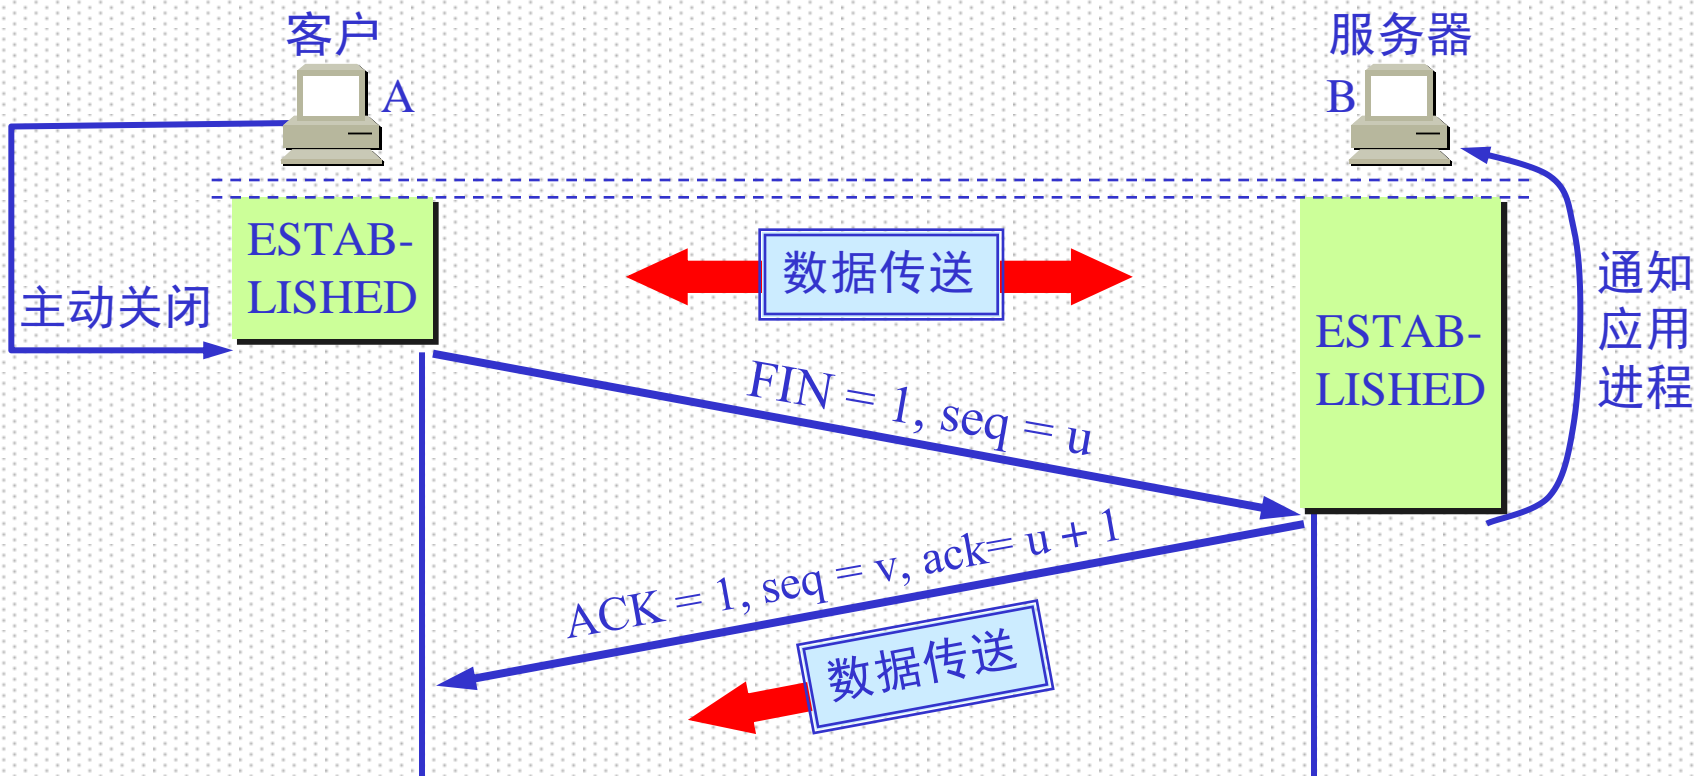 客户
服务器
A
B
ESTAB-
LISHED
主动关闭
数据传送
ESTAB-
LISHED
通知
应用
进程
FIN = 1, seq = u
ACK = 1, seq = v, ack= u + 1
数据传送